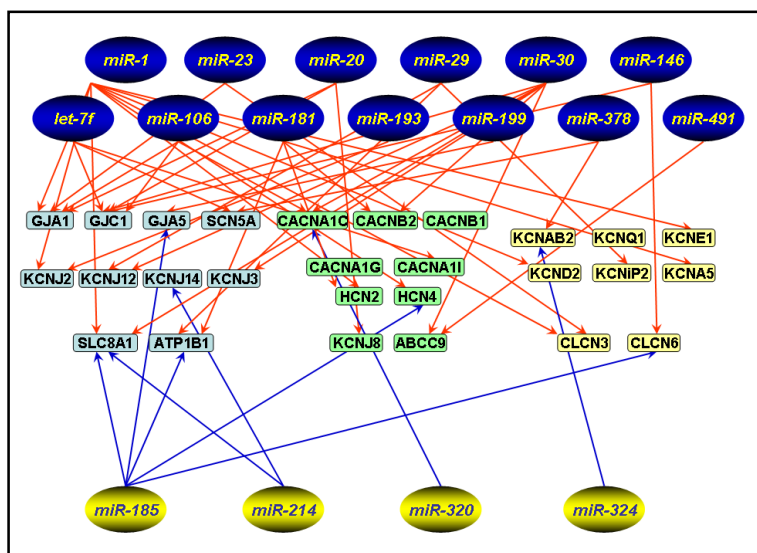 miR-1 miR-23 miR-20 miR-29 miR-30 miR-146
let-7f miR-106 miR-181 miR-193 miR-199 miR-378 miR-491
GJA1 GJC1 GJA5 SCN5A CACNA1C CACNB2 CACNB1
KCNAB2 KCNQ1 KCNE1
CACNA1G CACNA1I
KCNJ2 KCNJ12 KCNJ14 KCNJ3 KCND2 KCNiP2 KCNA5
HCN2 HCN4
SLC8A1 ATP1B1 KCNJ8 ABCC9 CLCN3 CLCN6
miR-185 miR-214 miR-320 miR-324